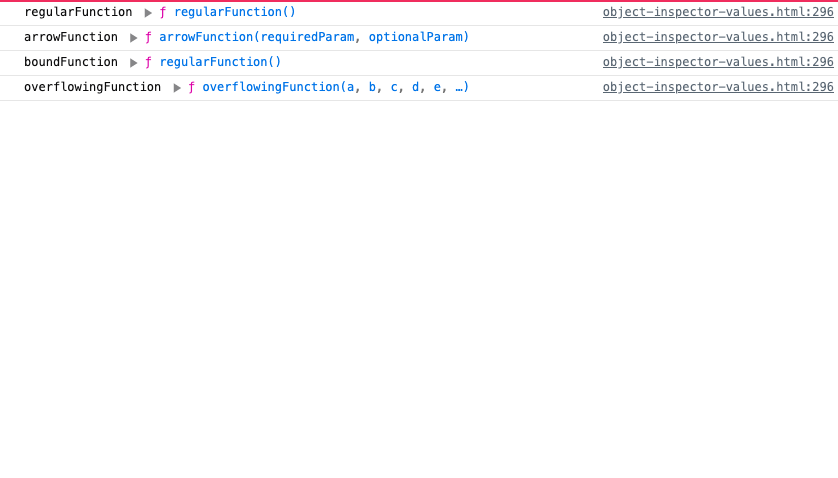 regularFunction ▶ ƒ regularFunction() object-inspector-values.html:296
arrowFunction ▶ ƒ arrowFunction(requiredParam, optionalParam) object-inspector-values.html:296
boundFunction ▶ ƒ regularFunction() object-inspector-values.html:296
overflowingFunction ▶ ƒ overflowingFunction(a, b, c, d, e, …) object-inspector-values.html:296